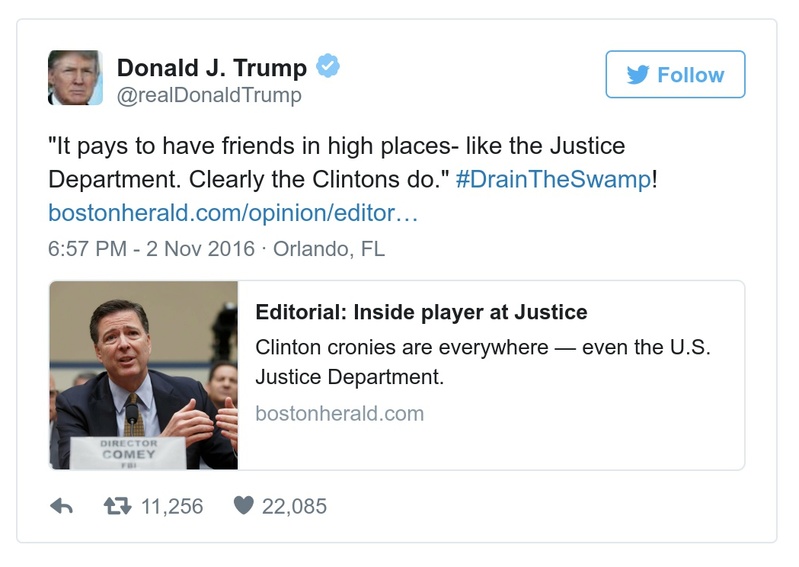 Donald J. Trump
@realDonaldTrump
Follow
"It pays to have friends in high places- like the Justice
Department. Clearly the Clintons do." #DrainTheSwamp!
bostonherald.com/opinion/editor…
6:57 PM - 2 Nov 2016 · Orlando, FL
Editorial: Inside player at Justice
Clinton cronies are everywhere — even the U.S.
Justice Department.
bostonherald.com
DIRECTOR
COMEY
FBI
11,256 22,085